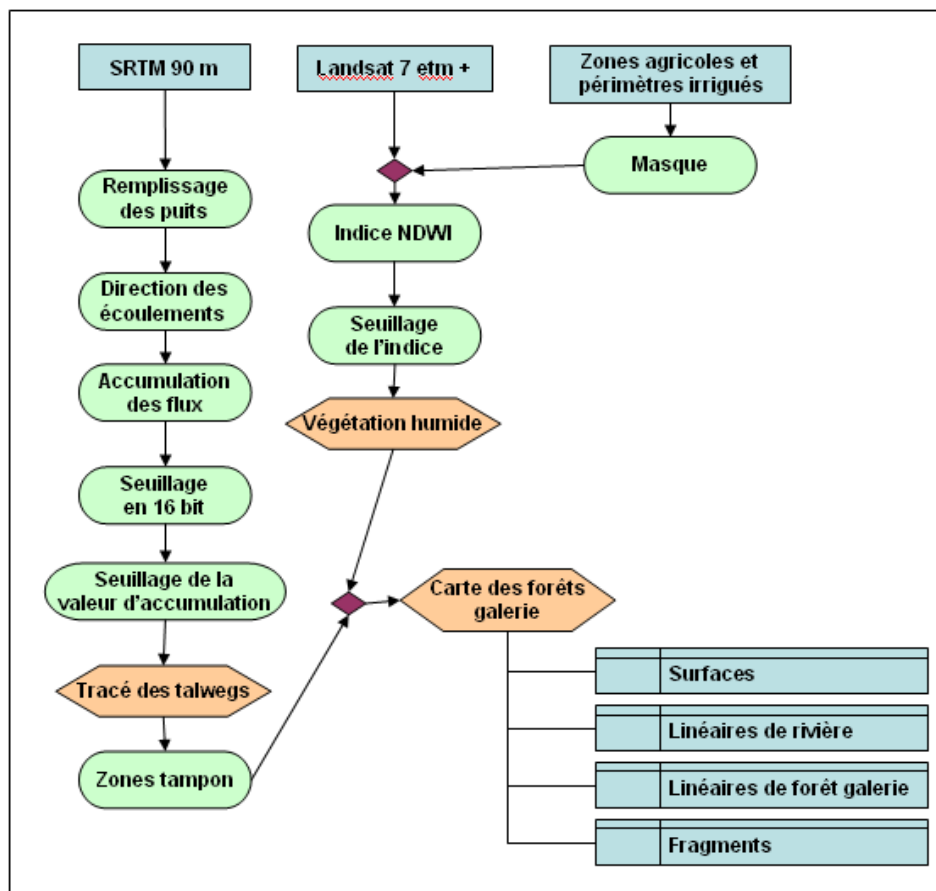 SRTM 90 m
Landsat 7 etm +
Zones agricoles et
périmètres irrigués
Masque
Remplissage
des puits
Indice NDWI
Direction des
écoulements
Seuillage
de l'indice
Accumulation
des flux
Végétation humide
Seuillage
en 16 bit
Seuillage de la
valeur d'accumulation
Carte des forêts
galerie
Tracé des talwegs
Zones tampon
Surfaces
Linéaires de rivière
Linéaires de forêt galerie
Fragments